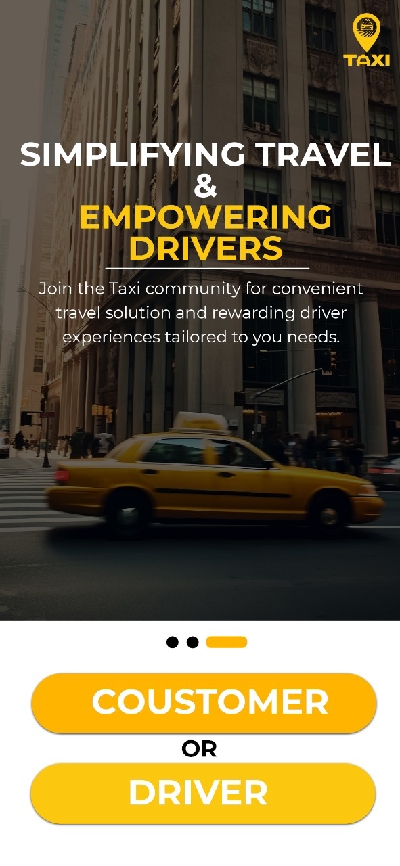 TAXI
SIMPLIFYING TRAVEL
&
EMPOWERING
DRIVERS
Join the Taxi community for convenient
travel solution and rewarding driver
experiences tailored to you needs.
COUSTOMER
OR
DRIVER